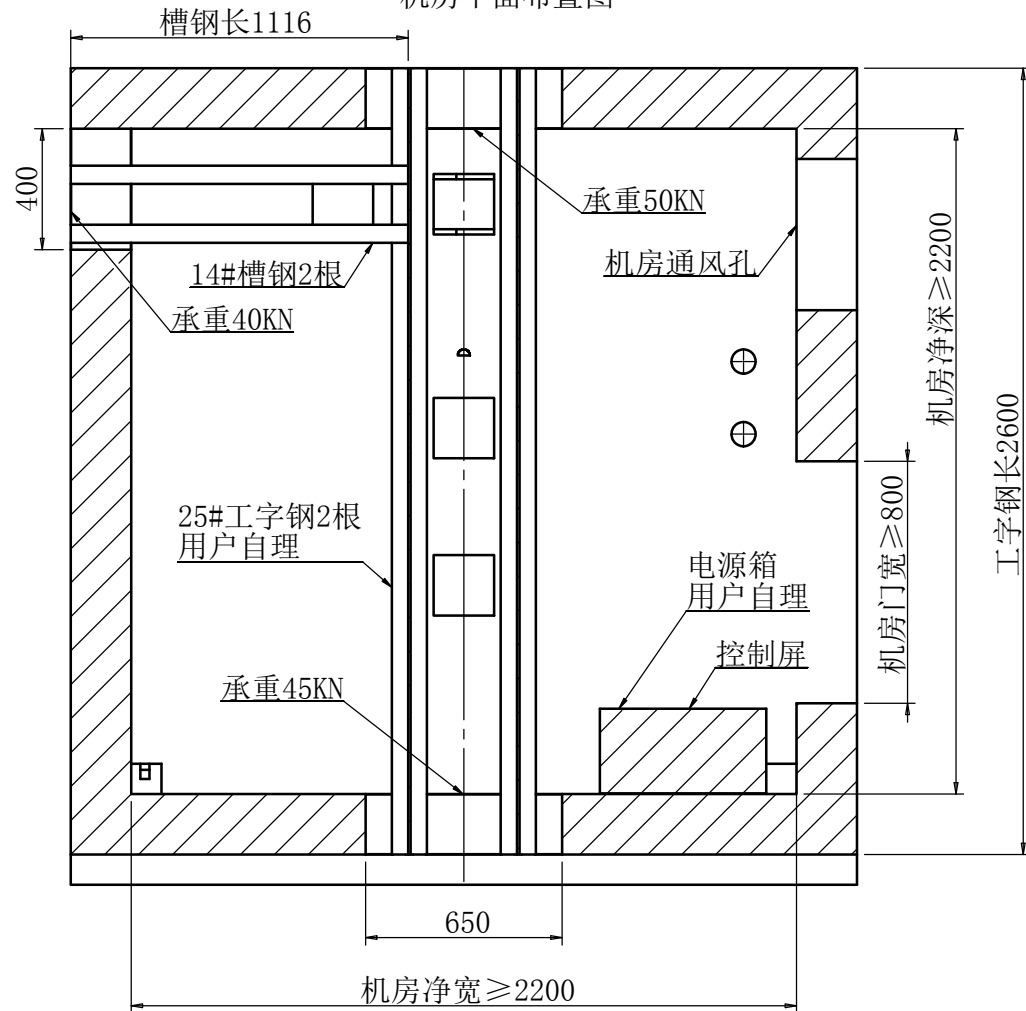 槽钢长1116
400
承重50KN
机房通风孔
14#槽钢2根
承重40KN
机房净深≥2200
工字钢长2600
25#工字钢2根
用户自理
机房门宽≥800
电源箱
用户自理
控制屏
承重45KN
650
机房净宽≥2200